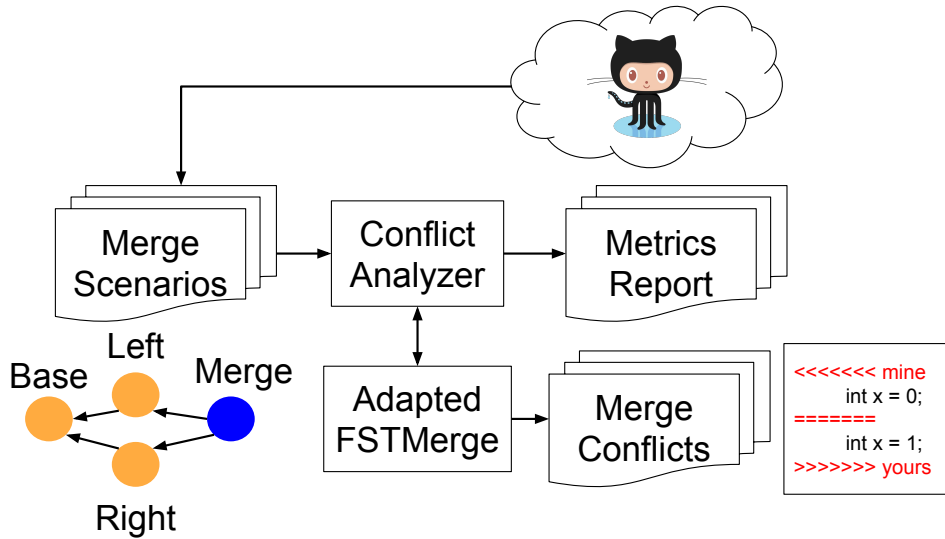 Merge
Scenarios
Conflict
Analyzer
Metrics
Report
Left
Base
Merge
Right
Adapted
FSTMerge
Merge
Conflicts
<<<<<<< mine
int x = 0;
=======
int x = 1;
>>>>>>> yours